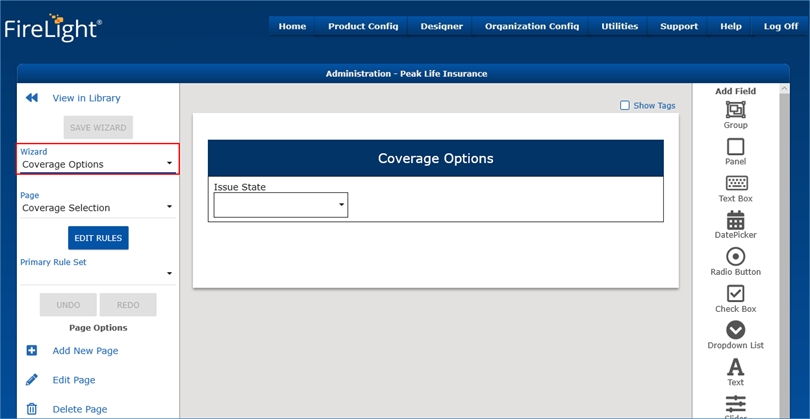 FireLight®
Home Product Config Designer Organization Config Utilities Support Help Log Off
Administration - Peak Life Insurance
View in Library
SAVE WIZARD
Wizard
Coverage Options
Page
Coverage Selection
EDIT RULES
Primary Rule Set
UNDO REDO
Page Options
Add New Page
Edit Page
Delete Page
Show Tags
Coverage Options
Issue State
Add Field
Group
Panel
Text Box
DatePicker
Radio Button
Check Box
Dropdown List
A
Text
Slider